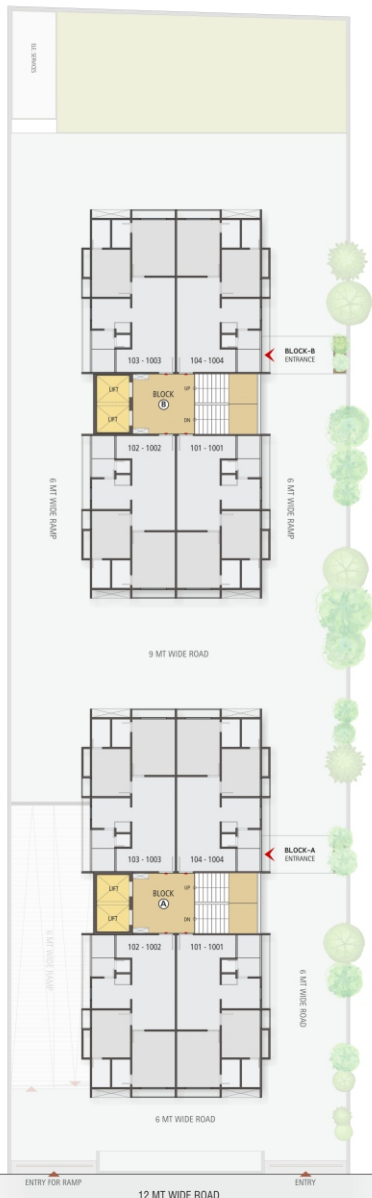 ELE. SERVICES
103 - 1003
104 - 1004
BLOCK-B
ENTRANCE
LIFT
LIFT
BLOCK
B
UP
DN
102 - 1002
101 - 1001
6 MT WIDE RAMP
6 MT WIDE RAMP
9 MT WIDE ROAD
103 - 1003
104 - 1004
BLOCK-A
ENTRANCE
LIFT
LIFT
BLOCK
A
UP
DN
102 - 1002
101 - 1001
6 MT WIDE RAMP
6 MT WIDE ROAD
6 MT WIDE ROAD
ENTRY FOR RAMP
ENTRY
12 MT WIDE ROAD